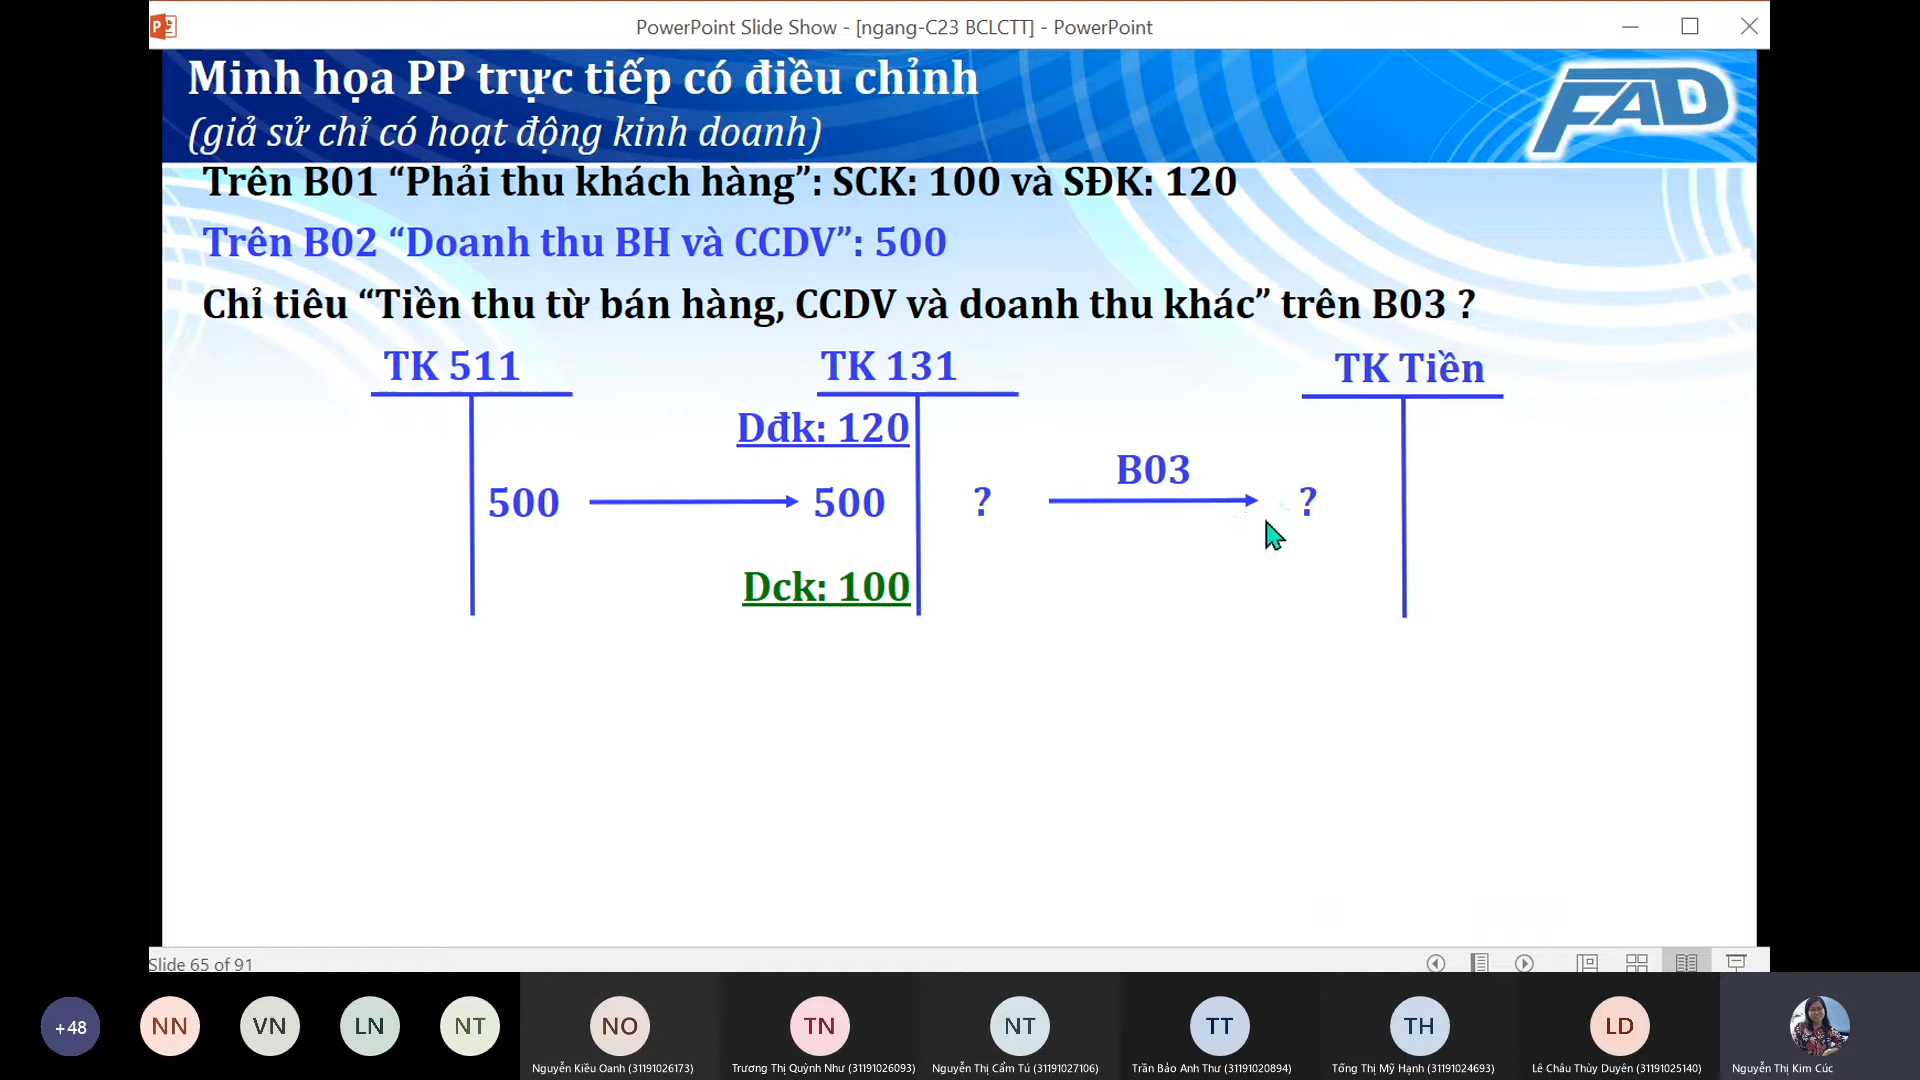 PowerPoint Slide Show - [ngang-C23 BCLCTT] - PowerPoint
Minh họa PP trực tiếp có điều chỉnh
(giả sử chỉ có hoạt động kinh doanh)
FAD
Trên B01 “Phải thu khách hàng”: SCK: 100 và SĐK: 120
Trên B02 “Doanh thu BH và CCDV”: 500
Chỉ tiêu “Tiền thu từ bán hàng, CCDV và doanh thu khác” trên B03 ?
TK 511 TK 131 TK Tiền
Dđk: 120
B03
500 500 ? ?
Dck: 100
Slide 65 of 91
+48 NN VN LN NT NO TN NT TT TH LD
Nguyễn Kiều Oanh (31191026173) Trương Thị Quỳnh Như (31191026093) Nguyễn Thị Cẩm Tú (31191027106) Trần Bảo Anh Thư (31191020894) Tống Thị Mỹ Hạnh (31191024693) Lê Châu Thùy Duyên (31191025140) Nguyễn Thị Kim Cúc